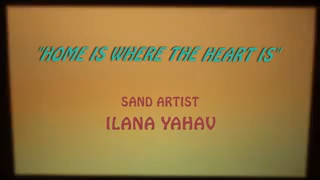 "HOME IS WHERE THE HEART IS"
SAND ARTIST
ILANA YAHAV